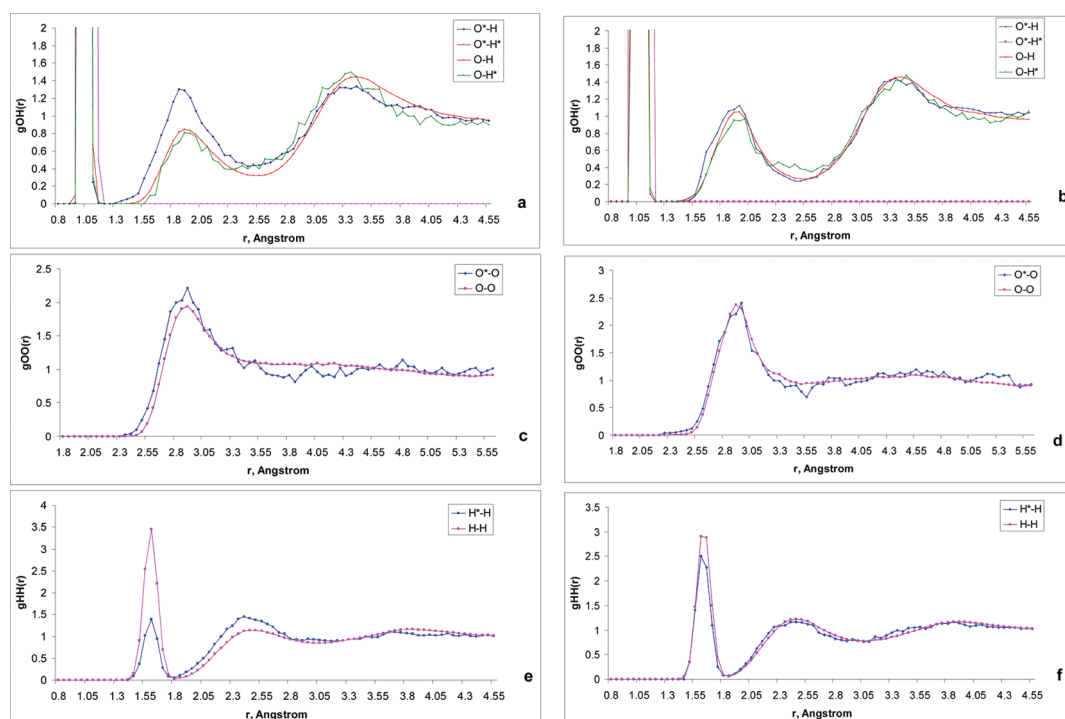 2
1.8
1.6
1.4
1.2
1
0.8
0.6
0.4
0.2
0
gOH(r)
0.8 1.05 1.3 1.55 1.8 2.05 2.3 2.55 2.8 3.05 3.3 3.55 3.8 4.05 4.3 4.55
r, Angstrom
O*-H
O*-H*
O-H
O-H*
a
2
1.8
1.6
1.4
1.2
1
0.8
0.6
0.4
0.2
0
gOH(r)
0.8 1.05 1.3 1.55 1.8 2.05 2.3 2.55 2.8 3.05 3.3 3.55 3.8 4.05 4.3 4.55
r, Angstrom
O*-H
O*-H*
O-H
O-H*
b
2.5
2
1.5
1
0.5
0
gOO(r)
1.8 2.05 2.3 2.55 2.8 3.05 3.3 3.55 3.8 4.05 4.3 4.55 4.8 5.05 5.3 5.55
r, Angstrom
O*-O
O-O
c
3
2.5
2
1.5
1
0.5
0
gOO(r)
1.8 2.05 2.3 2.55 2.8 3.05 3.3 3.55 3.8 4.05 4.3 4.55 4.8 5.05 5.3 5.55
r, Angstrom
O*-O
O-O
d
4
3.5
3
2.5
2
1.5
1
0.5
0
gHH(r)
0.8 1.05 1.3 1.55 1.8 2.05 2.3 2.55 2.8 3.05 3.3 3.55 3.8 4.05 4.3 4.55
r, Angstrom
H*-H
H-H
e
3.5
3
2.5
2
1.5
1
0.5
0
gHH(r)
0.8 1.05 1.3 1.55 1.8 2.05 2.3 2.55 2.8 3.05 3.3 3.55 3.8 4.05 4.3 4.55
r, Angstrom
H*-H
H-H
f